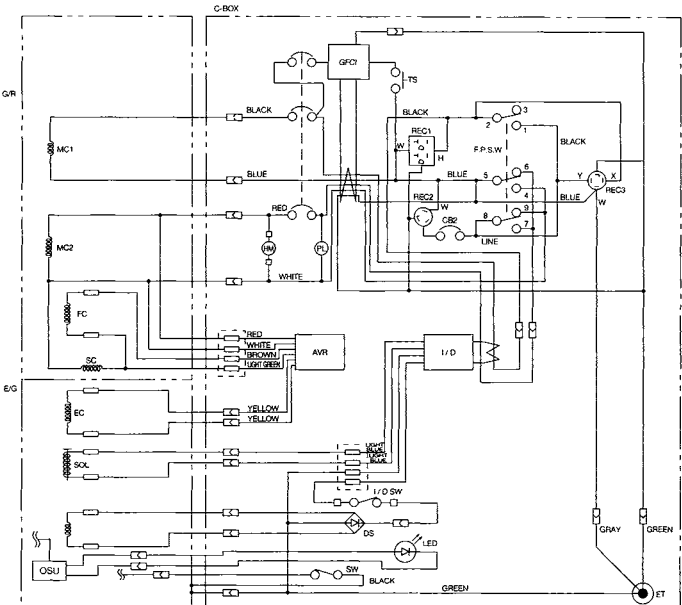 C-BOX
G/R
GFCI
TS
BLACK
BLACK
3
2
1
REC1
W
H
F.P.S.W
BLACK
MC1
BLUE
BLUE
5
6
Y
X
REC3
4
BLUE
W
REC2
W
RED
CB2
8
9
7
LINE
MC2
HM
PL
WHITE
FC
SC
RED
WHITE
BROWN
LIGHT GREEN
AVR
I/D
E/G
EC
YELLOW
YELLOW
SOL
LIGHT
BLUE
LIGHT
BLUE
I/D SW
DS
LED
GRAY
GREEN
OSU
SW
BLACK
GREEN
ET